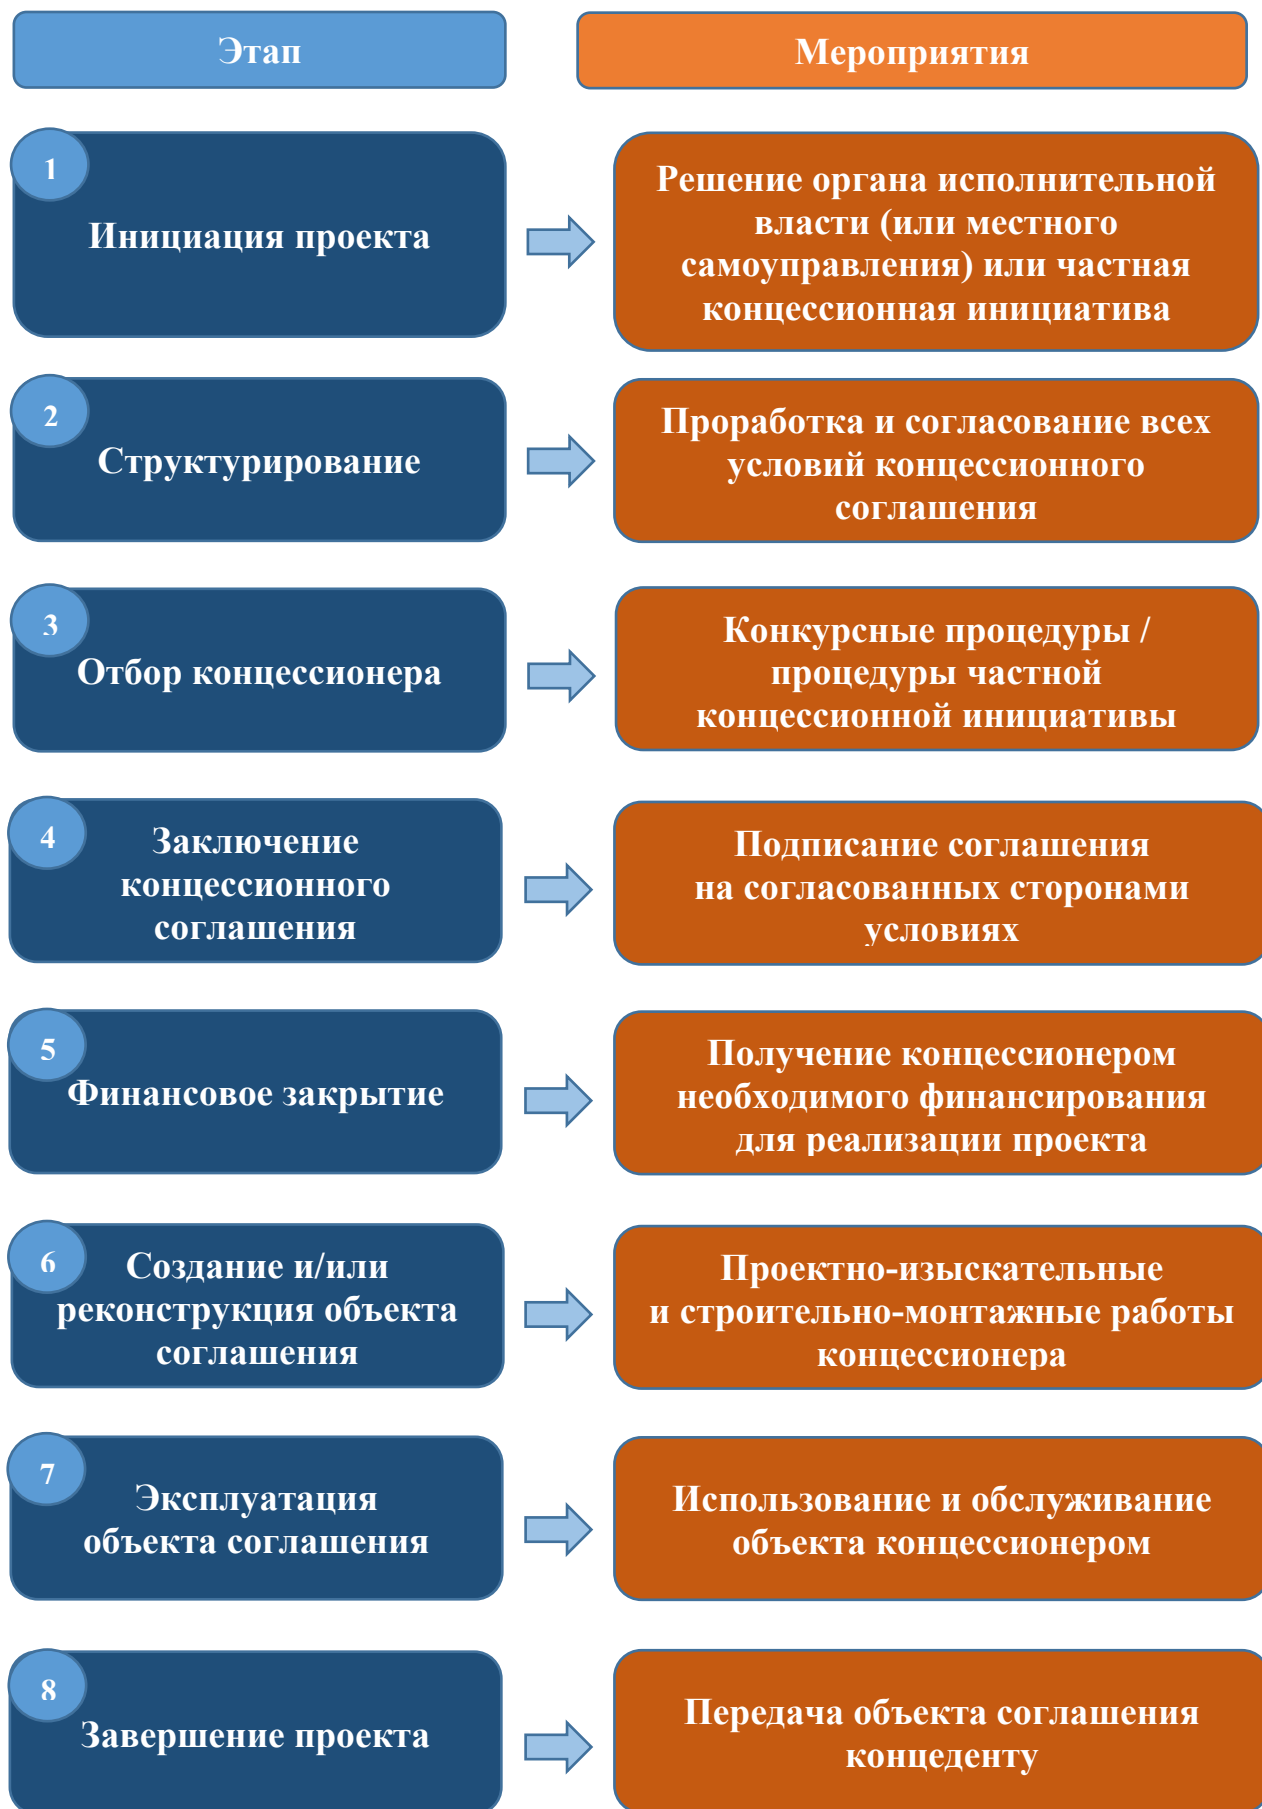 Этап
Мероприятия
1
Инициация проекта
Решение органа исполнительной
власти (или местного
самоуправления) или частная
концессионная инициатива
2
Структурирование
Проработка и согласование всех
условий концессионного
соглашения
3
Отбор концессионера
Конкурсные процедуры /
процедуры частной
концессионной инициативы
4
Заключение
концессионного
соглашения
Подписание соглашения
на согласованных сторонами
условиях
5
Финансовое закрытие
Получение концессионером
необходимого финансирования
для реализации проекта
6
Создание и/или
реконструкция объекта
соглашения
Проектно-изыскательные
и строительно-монтажные работы
концессионера
7
Эксплуатация
объекта соглашения
Использование и обслуживание
объекта концессионером
8
Завершение проекта
Передача объекта соглашения
концеденту